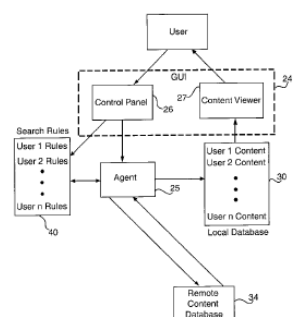 User
GUI
24
27
Control Panel
26
Content Viewer
Search Rules
User 1 Rules
User 2 Rules
User n Rules
40
Agent
25
User 1 Content
User 2 Content
User n Content
30
Local Database
Remote
Content
Database
34